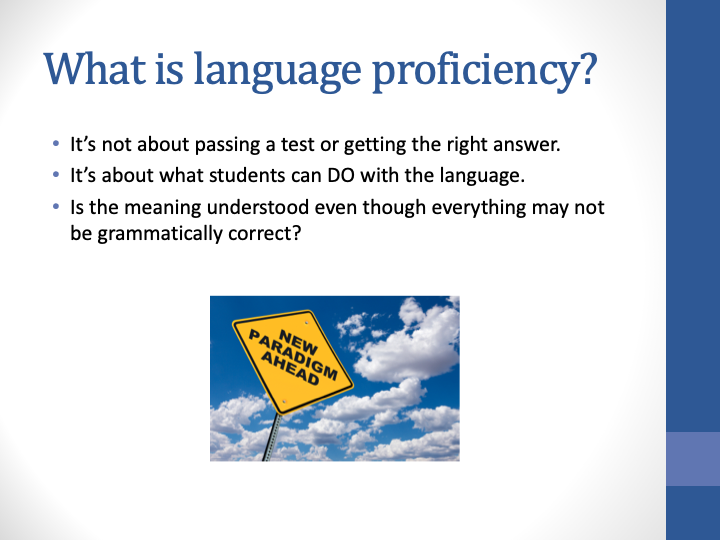 What is language proficiency?
• It’s not about passing a test or getting the right answer.
• It’s about what students can DO with the language.
• Is the meaning understood even though everything may not
be grammatically correct?
NEW
PARADIGM
AHEAD